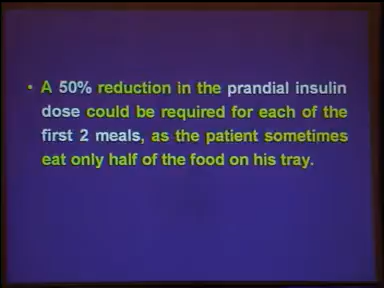 • A 50% reduction in the prandial insulin
dose could be required for each of the
first 2 meals, as the patient sometimes
eat only half of the food on his tray.